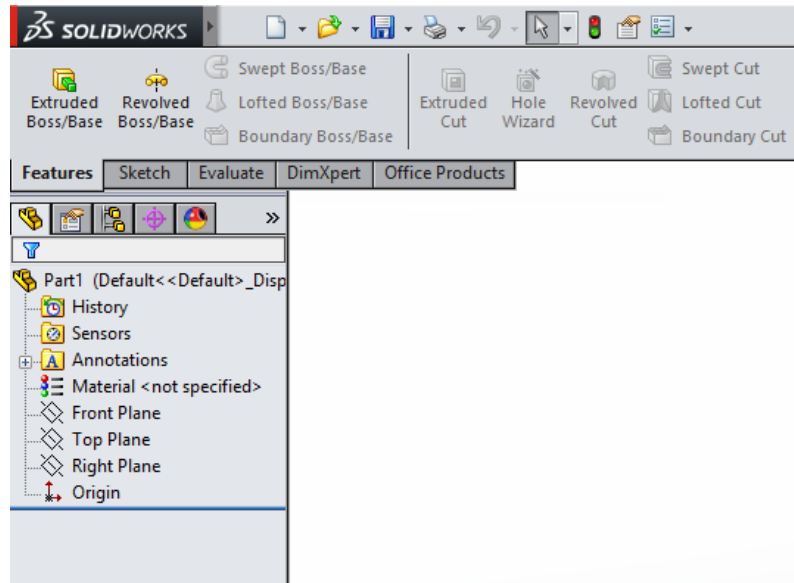 SOLIDWORKS
Extruded Boss/Base
Revolved Boss/Base
Swept Boss/Base
Lofted Boss/Base
Boundary Boss/Base
Extruded Cut
Hole Wizard
Revolved Cut
Swept Cut
Lofted Cut
Boundary Cut
Features Sketch Evaluate DimXpert Office Products
»
Part1 (Default<<Default>_Disp
History
Sensors
A Annotations
Material <not specified>
Front Plane
Top Plane
Right Plane
Origin